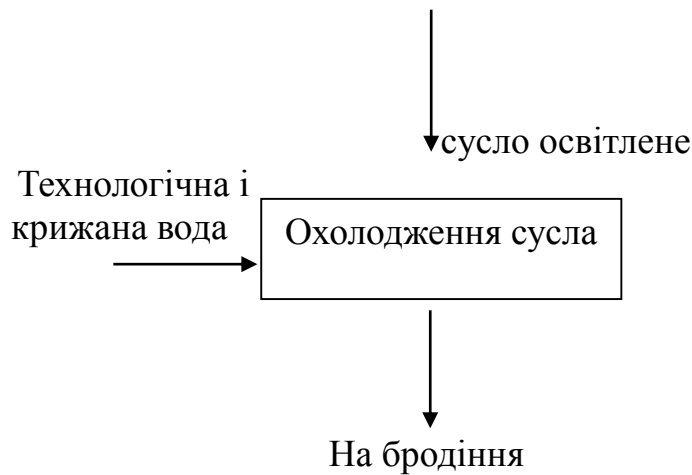 сусло освітлене
Технологічна і
крижана вода
Охолодження сусла
На бродіння